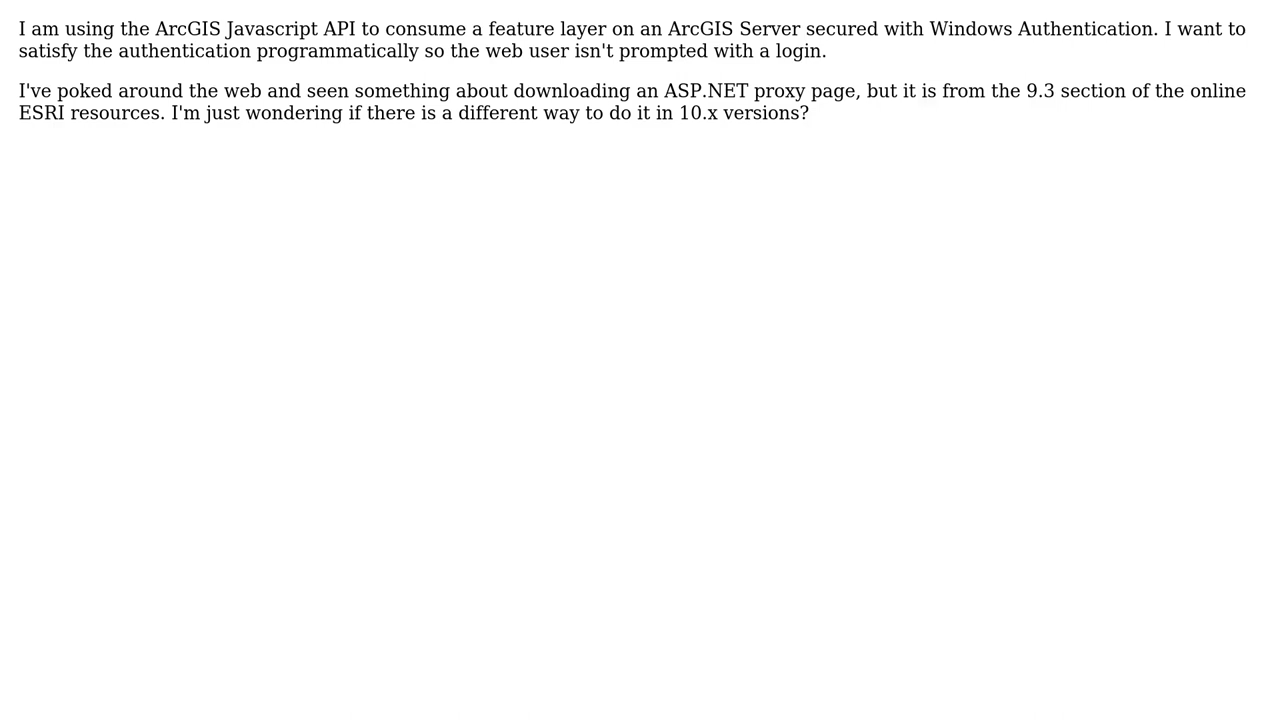 I am using the ArcGIS Javascript API to consume a feature layer on an ArcGIS Server secured with Windows Authentication. I want to
satisfy the authentication programmatically so the web user isn't prompted with a login.
I've poked around the web and seen something about downloading an ASP.NET proxy page, but it is from the 9.3 section of the online
ESRI resources. I'm just wondering if there is a different way to do it in 10.x versions?